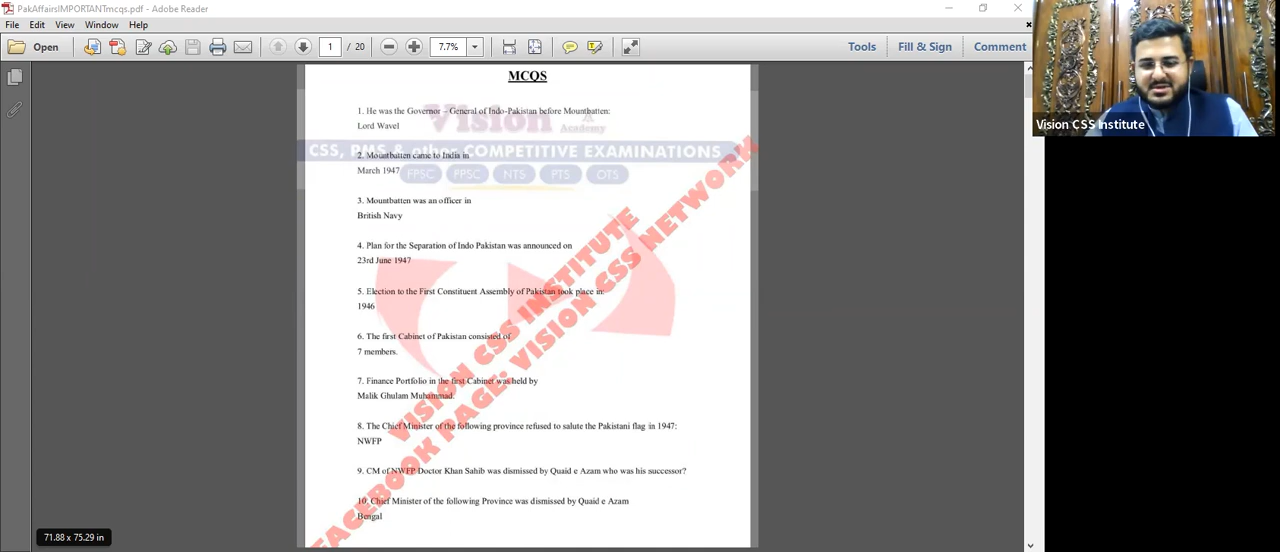 PakAffairsIMPORTANTmcqs.pdf - Adobe Reader
File Edit View Window Help
Open 1 / 20 7.7% Tools Fill & Sign Comment
Vision CSS Institute
MCQS
1. He was the Governor – General of Indo-Pakistan before Mountbatten:
Lord Wavel
Vision
Academy
CSS, PMS & other COMPETITIVE EXAMINATIONS
2. Mountbatten came to India in
March 1947
FPSC PPSC NTS PTS OTS
3. Mountbatten was an officer in
British Navy
4. Plan for the Separation of Indo Pakistan was announced on
23rd June 1947
5. Election to the First Constituent Assembly of Pakistan took place in:
1946
6. The first Cabinet of Pakistan consisted of
7 members.
7. Finance Portfolio in the first Cabinet was held by
Malik Ghulam Muhammad.
8. The Chief Minister of the following province refused to salute the Pakistani flag in 1947:
NWFP
9. CM of NWFP Doctor Khan Sahib was dismissed by Quaid e Azam who was his successor?
10. Chief Minister of the following Province was dismissed by Quaid e Azam
Bengal
VISION CSS INSTITUTE
FACEBOOK PAGE: VISION CSS NETWORK
71.88 x 75.29 in